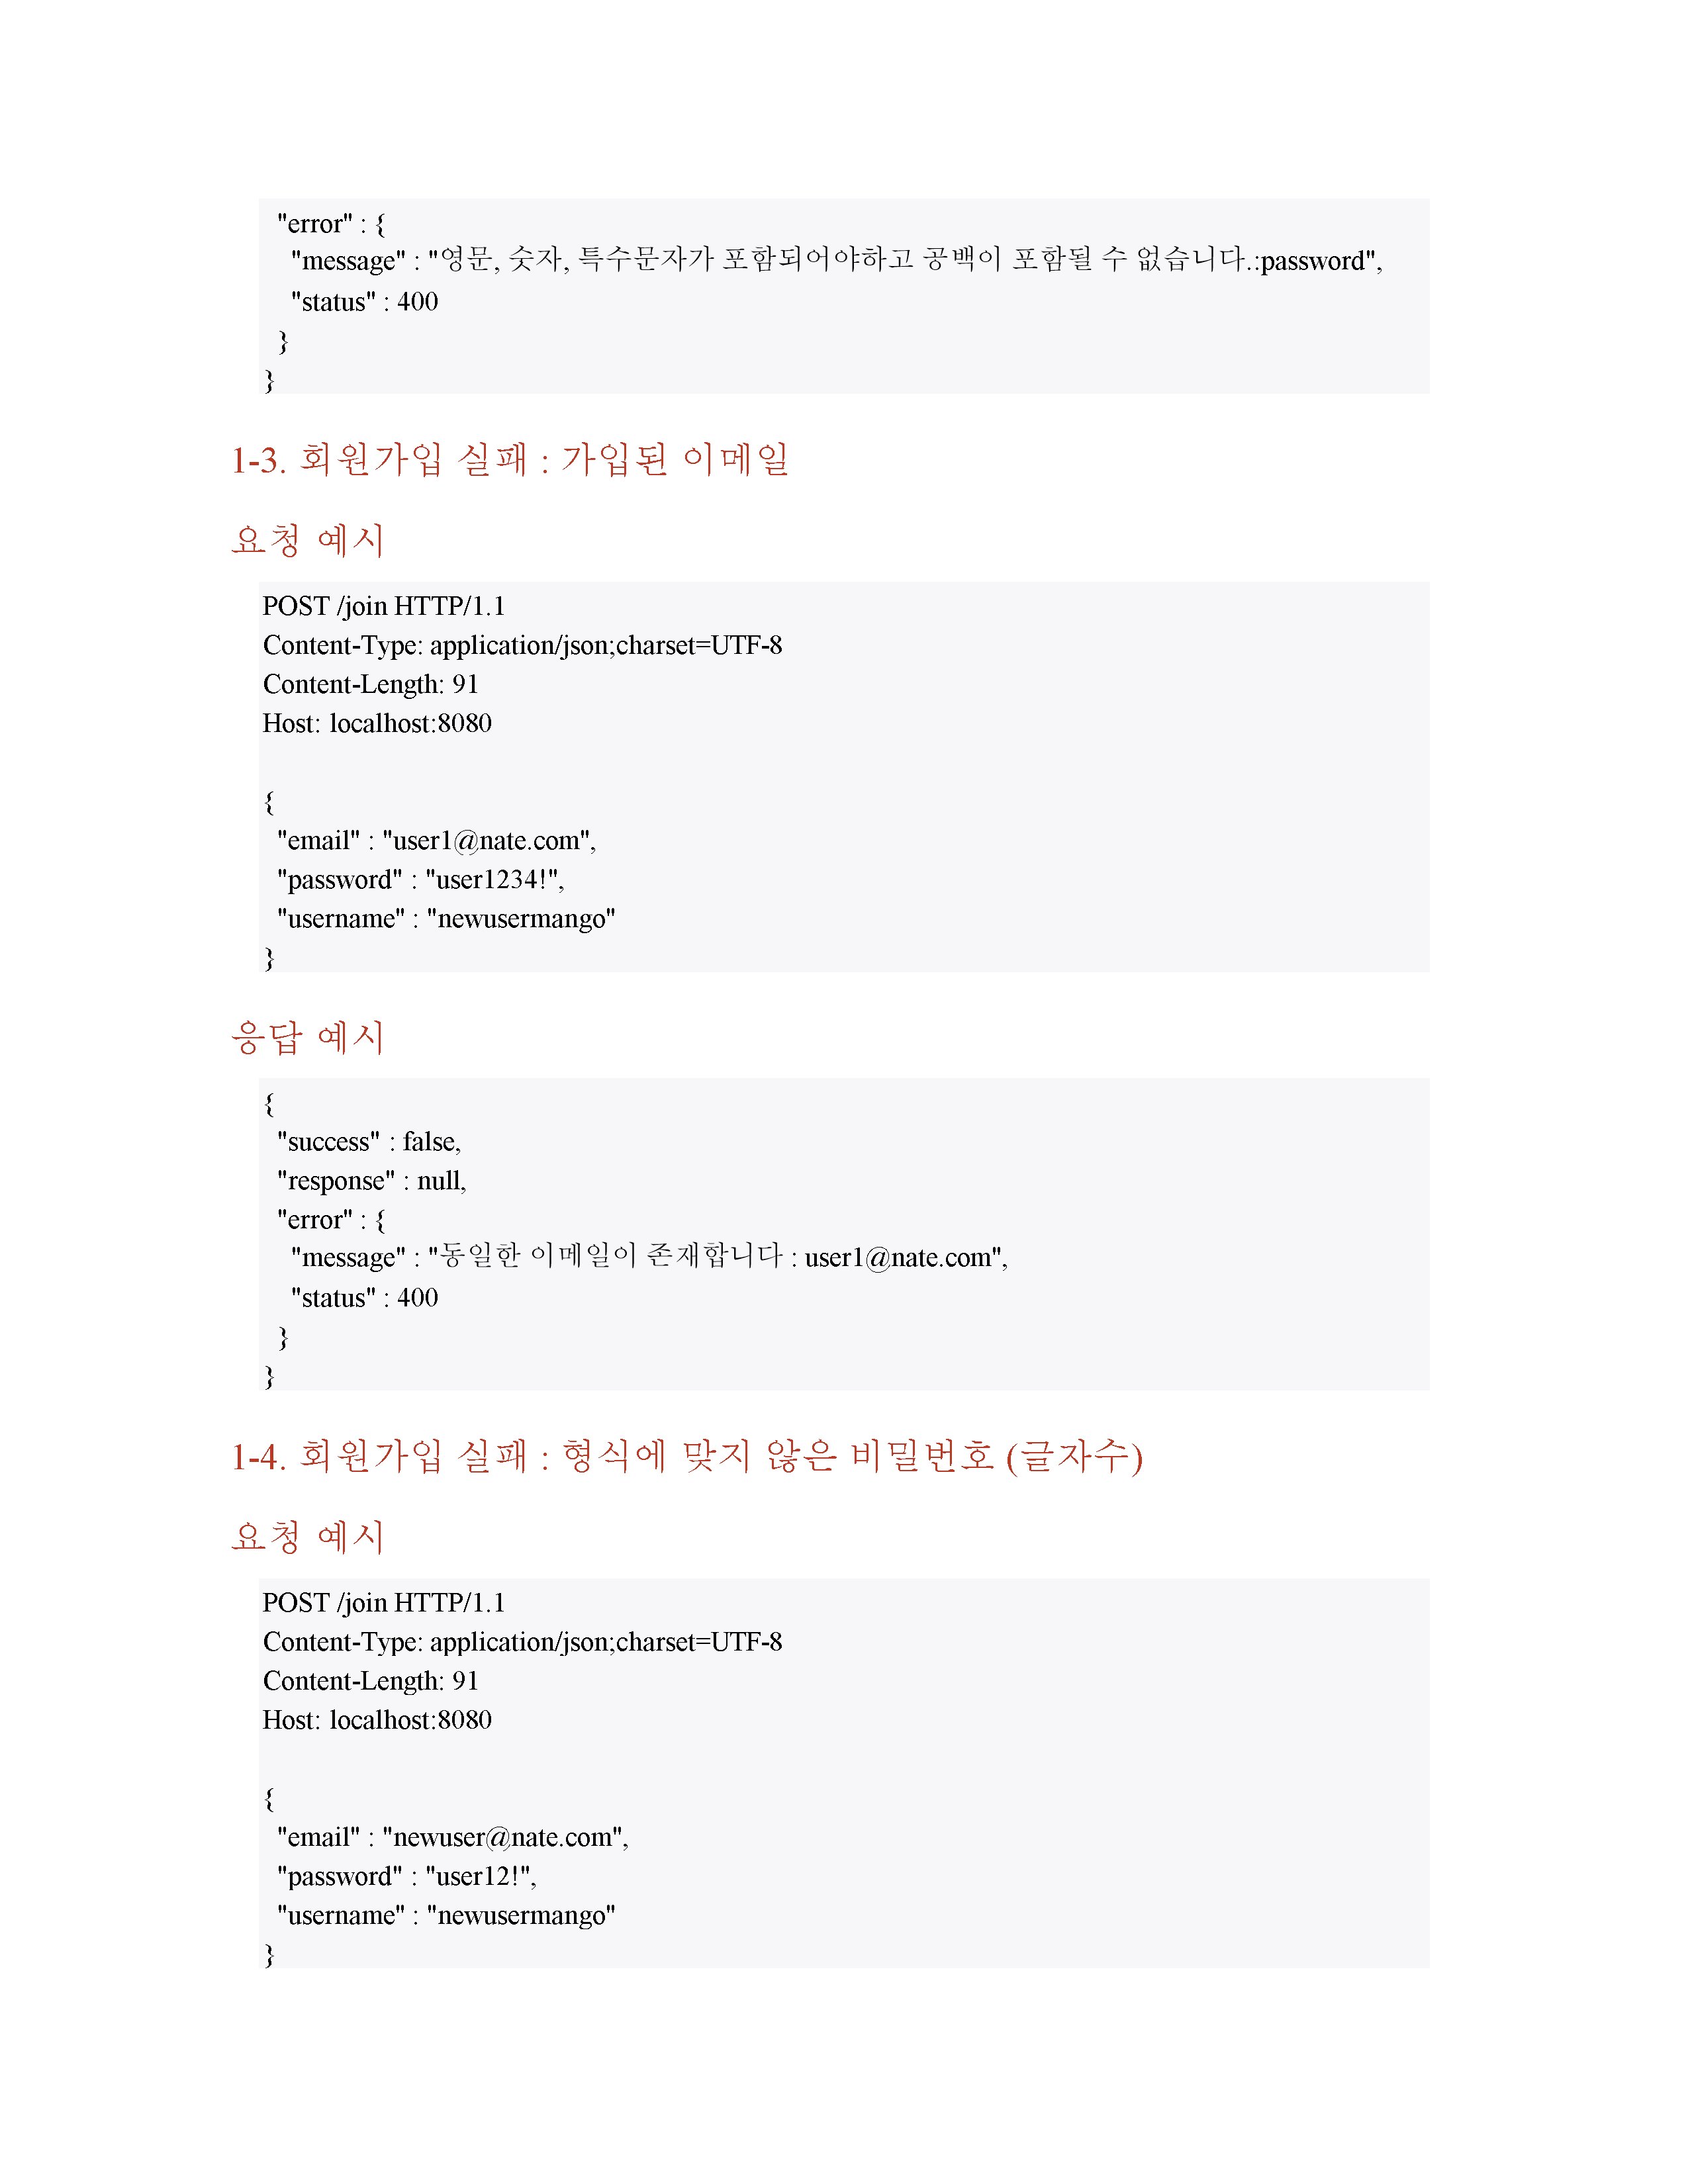 "error" : {
"message" : "영문, 숫자, 특수문자가 포함되어야하고 공백이 포함될 수 없습니다.:password",
"status" : 400
}
}
1-3. 회원가입 실패 : 가입된 이메일
요청 예시
POST /join HTTP/1.1
Content-Type: application/json;charset=UTF-8
Content-Length: 91
Host: localhost:8080
{
"email" : "user1@nate.com",
"password" : "user1234!",
"username" : "newusermango"
}
응답 예시
{
"success" : false,
"response" : null,
"error" : {
"message" : "동일한 이메일이 존재합니다 : user1@nate.com",
"status" : 400
}
}
1-4. 회원가입 실패 : 형식에 맞지 않은 비밀번호 (글자수)
요청 예시
POST /join HTTP/1.1
Content-Type: application/json;charset=UTF-8
Content-Length: 91
Host: localhost:8080
{
"email" : "newuser@nate.com",
"password" : "user12!",
"username" : "newusermango"
}